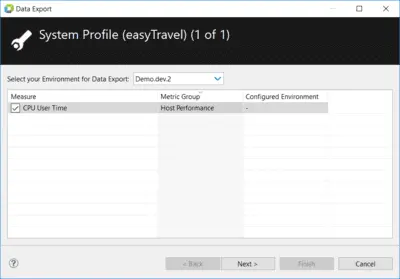 Data Export
System Profile (easyTravel) (1 of 1)
Select your Environment for Data Export: Demo.dev.2
Measure Metric Group Configured Environment
CPU User Time Host Performance -
? < Back Next > Finish Cancel